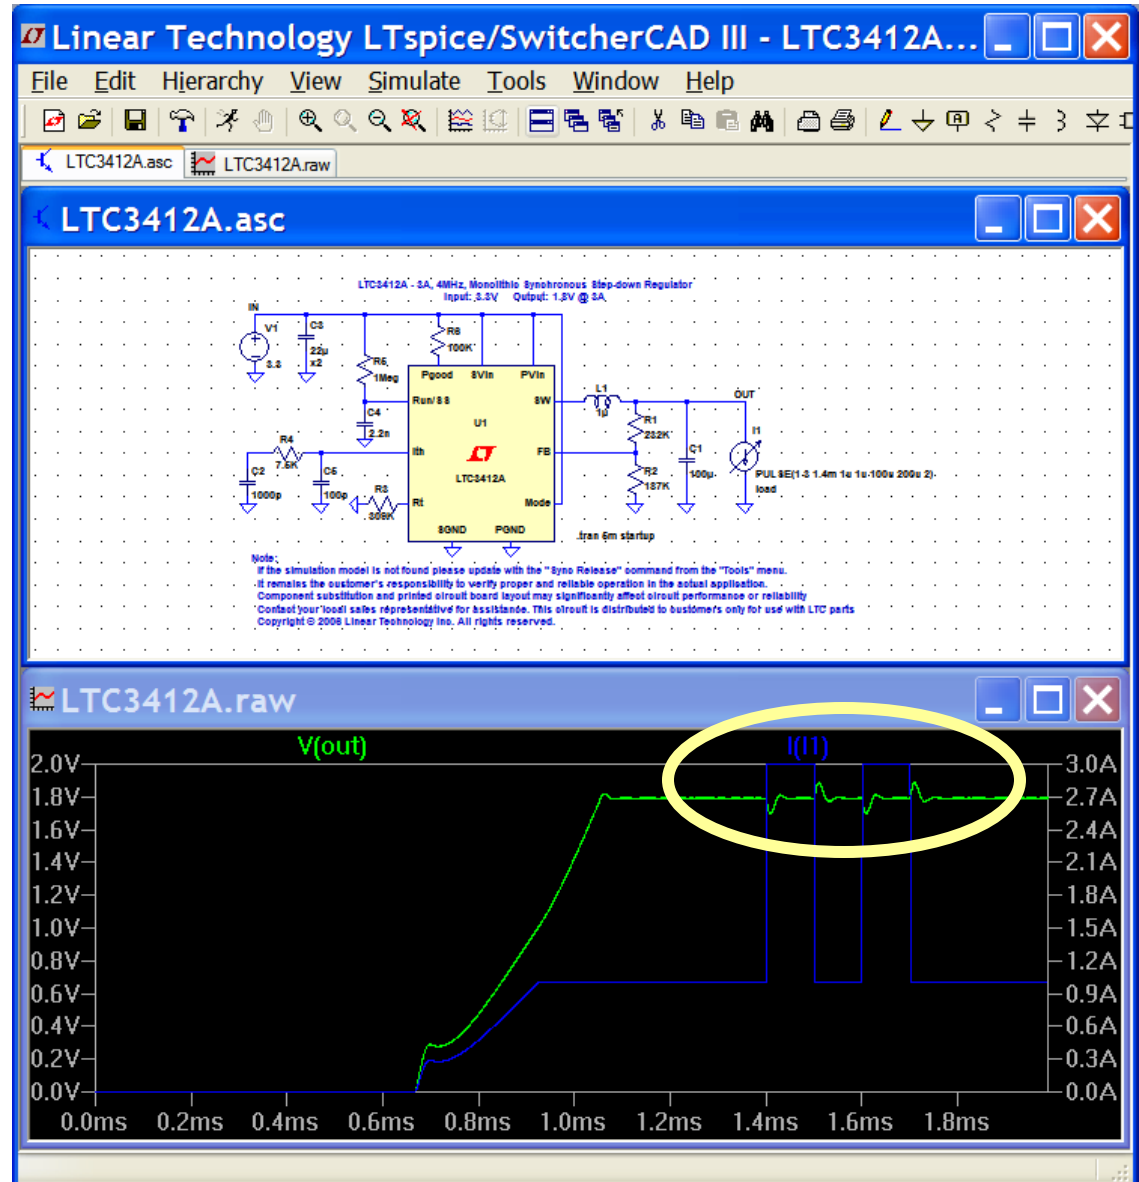 Linear Technology LTspice/SwitcherCAD III - LTC3412A...
File Edit Hierarchy View Simulate Tools Window Help
LTC3412A.asc LTC3412A.raw
LTC3412A.asc
LTC3412A - 3A, 4MHz, Monolithic Synchronous Step-down Regulator
Input: 3.3V Output: 1.8V @ 3A
IN
V1
3.3
C3
22µ
x2
R5
1Meg
R6
100K
Pgood SVin PVin
Run/SS SW
C4
2.2n
U1
L1
1µ
OUT
R1
232K
I1
R4
7.5K
Ith FB
LTC3412A
C2
1000p
C5
100p
R3
309K
Rt Mode
R2
187K
C1
100µ
PULSE(1 3 1.4m 1u 1u 100u 200u 2)
load
SGND PGND
.tran 5m startup
Note:
If the simulation model is not found please update with the "Sync Release" command from the "Tools" menu.
It remains the customer's responsibility to verify proper and reliable operation in the actual application.
Component substitution and printed circuit board layout may significantly affect circuit performance or reliability
Contact your local sales representative for assistance. This circuit is distributed to customers only for use with LTC parts
Copyright © 2006 Linear Technology Inc. All rights reserved.
LTC3412A.raw
V(out) I(I1)
2.0V 3.0A
1.8V 2.7A
1.6V 2.4A
1.4V 2.1A
1.2V 1.8A
1.0V 1.5A
0.8V 1.2A
0.6V 0.9A
0.4V 0.6A
0.2V 0.3A
0.0V 0.0A
0.0ms 0.2ms 0.4ms 0.6ms 0.8ms 1.0ms 1.2ms 1.4ms 1.6ms 1.8ms